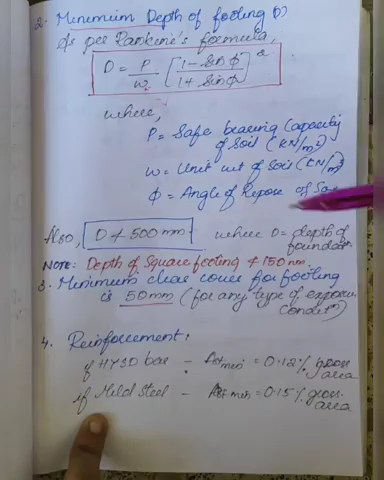 2. Minimum Depth of footing (D)
As per Rankine's formula,
D = P/w [1 - sin φ / 1 + sin φ]²
where,
P = Safe bearing Capacity
of Soil (KN/m²)
w = Unit wt of Soil (KN/m³)
φ = Angle of Repose of
Also, D ≮ 500 mm where D = depth of
foundation
NOTE: Depth of Square footing ≮ 150 mm.
3. Minimum clear cover for footing
is 50mm (for any type of exposure
Condition)
4. Reinforcement,
if HYSD bar - Ast min = 0.12% gross
area
if Mild Steel - Ast min = 0.15% gross
area